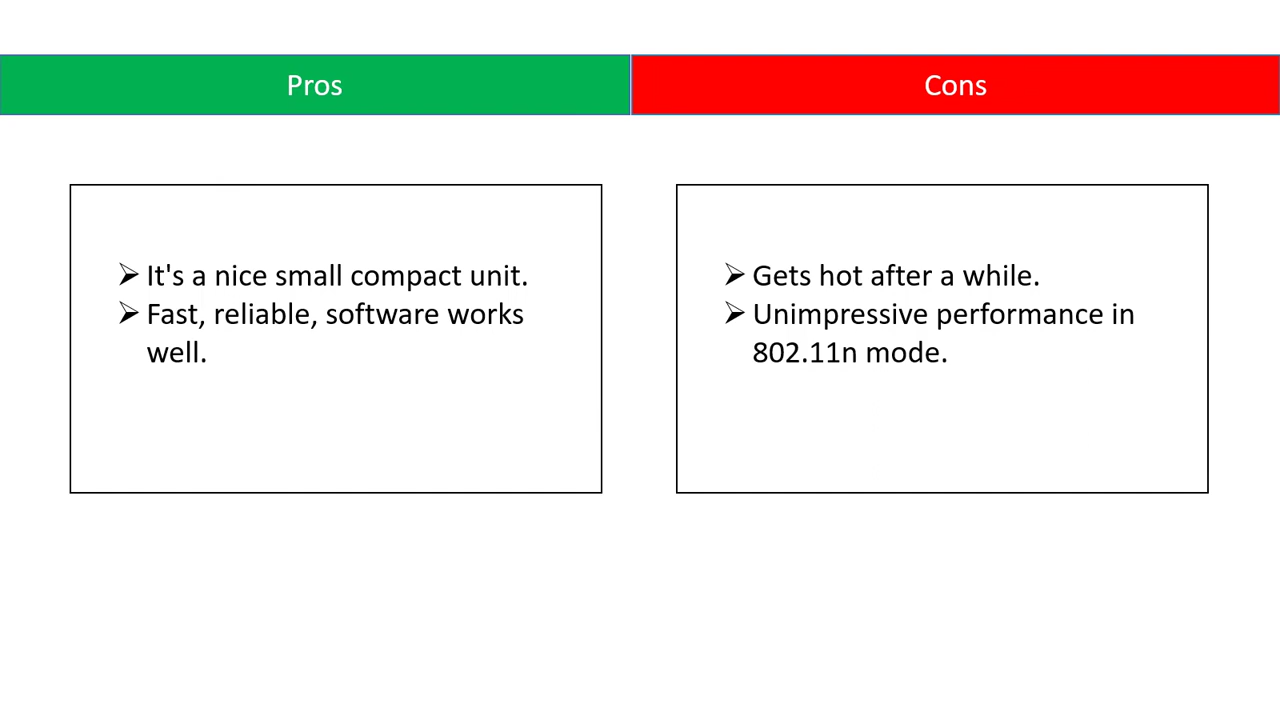 Pros
Cons
It's a nice small compact unit.
Fast, reliable, software works
well.
Gets hot after a while.
Unimpressive performance in
802.11n mode.